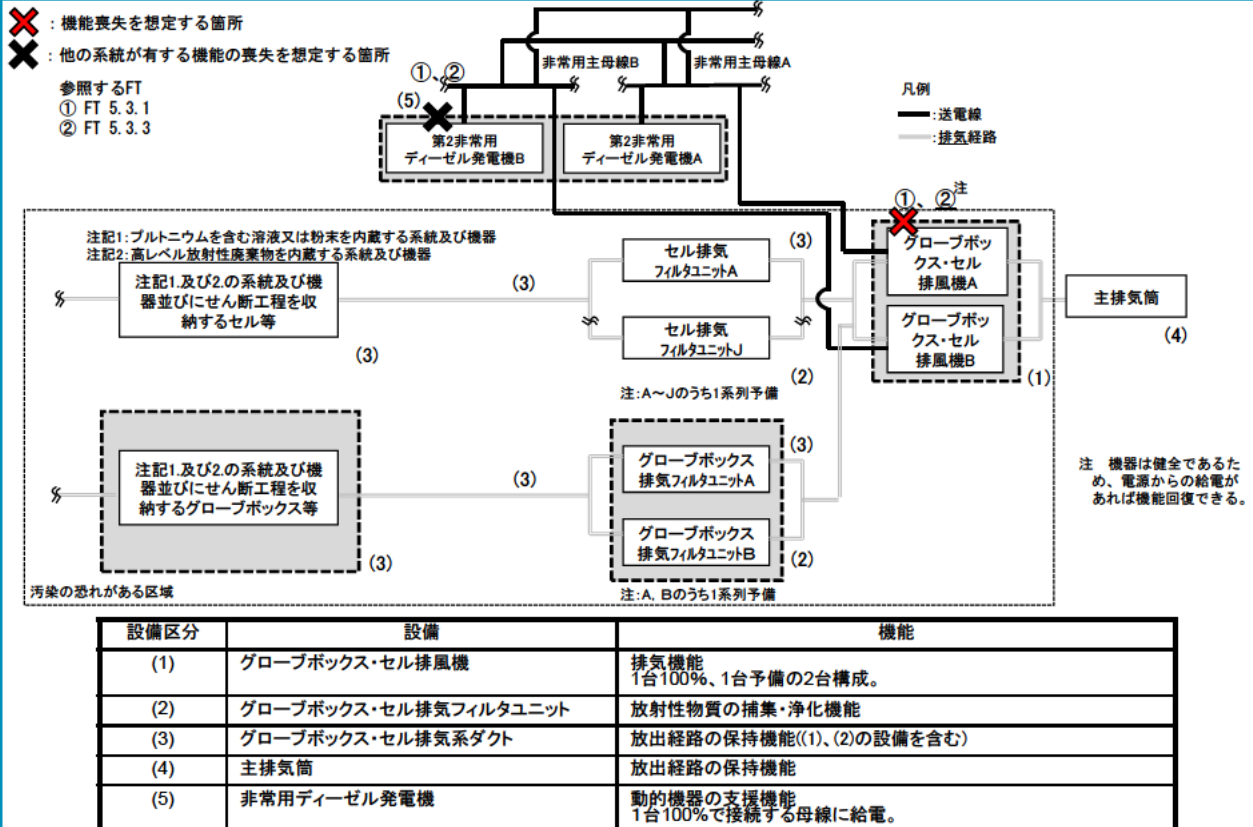 ：機能喪失を想定する箇所
：他の系統が有する機能の喪失を想定する箇所
参照するFT
① FT 5.3.1
② FT 5.3.3
非常用主母線B
非常用主母線A
①、②
(5)
第2非常用
ディーゼル発電機B
第2非常用
ディーゼル発電機A
凡例
:送電線
:排気経路
①、②注
注記1：プルトニウムを含む溶液又は粉末を内蔵する系統及び機器
注記2：高レベル放射性廃棄物を内蔵する系統及び機器
注記1.及び2.の系統及び機
器並びにせん断工程を収
納するセル等
(3)
(3)
セル排気
フィルタユニットA
(3)
セル排気
フィルタユニットJ
(2)
注：A～Jのうち1系列予備
グローブボッ
クス・セル
排風機A
グローブボッ
クス・セル
排風機B
(1)
主排気筒
(4)
注記1.及び2.の系統及び機
器並びにせん断工程を収
納するグローブボックス等
(3)
(3)
グローブボックス
排気フィルタユニットA
(3)
グローブボックス
排気フィルタユニットB
(2)
注：A, Bのうち1系列予備
注　機器は健全であるた
め、電源からの給電が
あれば機能回復できる。
汚染の恐れがある区域
設備区分 設備 機能
(1) グローブボックス・セル排風機 排気機能
1台100%、1台予備の2台構成。
(2) グローブボックス・セル排気フィルタユニット 放射性物質の捕集・浄化機能
(3) グローブボックス・セル排気系ダクト 放出経路の保持機能((1)、(2)の設備を含む)
(4) 主排気筒 放出経路の保持機能
(5) 非常用ディーゼル発電機 動的機器の支援機能
1台100%で接続する母線に給電。